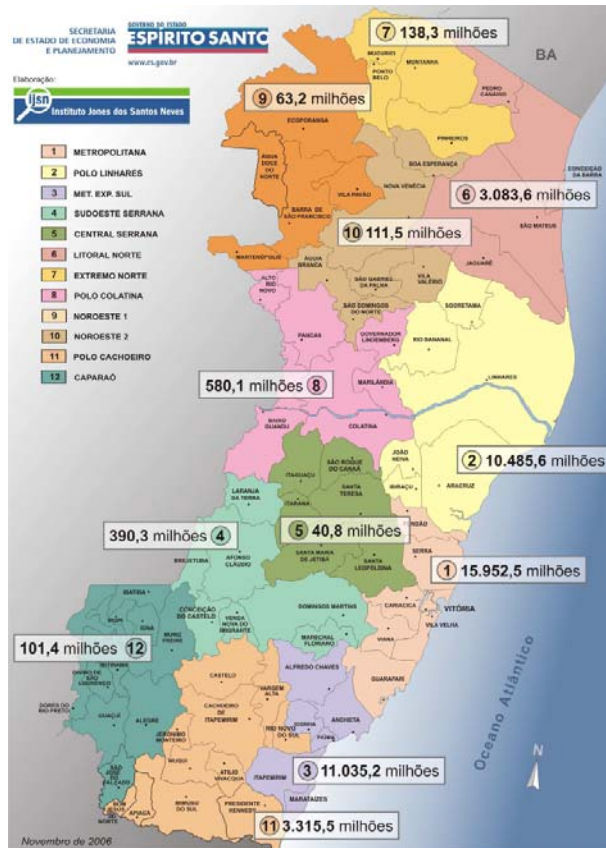 SECRETARIA
DE ESTADO DE ECONOMIA
E PLANEJAMENTO
GOVERNO DO ESTADO
ESPÍRITO SANTO
www.es.gov.br
Elaboração:
ijsn
Instituto Jones dos Santos Neves
1 METROPOLITANA
2 POLO LINHARES
3 MET. EXP. SUL
4 SUDOESTE SERRANA
5 CENTRAL SERRANA
6 LITORAL NORTE
7 EXTREMO NORTE
8 POLO COLATINA
9 NOROESTE 1
10 NOROESTE 2
11 POLO CACHOEIRO
12 CAPARAÓ
7 138,3 milhões
BA
MUCURICI
MONTANHA
PONTO
BELO
PEDRO
CANÁRIO
9 63,2 milhões
ECOPORANGA
PINHEIROS
CONCEIÇÃO
DA BARRA
ÁGUA
DOCE DO
NORTE
BOA ESPERANÇA
VILA PAVÃO
NOVA VENÉCIA
6 3.083,6 milhões
BARRA DE
SÃO FRANCISCO
SÃO MATEUS
10 111,5 milhões
MANTENÓPOLIS
ÁGUIA
BRANCA
JAGUARÉ
ALTO
RIO NOVO
SÃO GABRIEL
DA PALHA
VILA
VALÉRIO
SÃO DOMINGOS
DO NORTE
SOORETAMA
PANCAS
GOVERNADOR
LINDEMBERG
RIO BANANAL
580,1 milhões 8
MARILÂNDIA
LINHARES
BAIXO
GUANDU
COLATINA
SÃO ROQUE
DO CANAÃ
JOÃO
NEIVA
2 10.485,6 milhões
ITAGUAÇU
IBIRAÇU
ARACRUZ
LARANJA
DA TERRA
SANTA
TERESA
ITARANA
390,3 milhões 4
5 40,8 milhões
FUNDÃO
SERRA
BREJETUBA
AFONSO
CLÁUDIO
SANTA MARIA
DE JETIBÁ
SANTA
LEOPOLDINA
1 15.952,5 milhões
IBATIBA
CARIACICA
VITÓRIA
CONCEIÇÃO
DO CASTELO
VENDA
NOVA DO
IMIGRANTE
DOMINGOS MARTINS
VILA VELHA
IÚNA
MUNIZ
FREIRE
MARECHAL
FLORIANO
VIANA
101,4 milhões 12
GUARAPARI
CASTELO
ALFREDO CHAVES
DIVINO DE
SÃO
LOURENÇO
VARGEM
ALTA
DORES DO
RIO PRETO
CACHOEIRO
DE
ITAPEMIRIM
GUAÇUÍ
ALEGRE
ANCHIETA
JERÔNIMO
MONTEIRO
RIO NOVO
DO SUL
PIÚMA
MUQUI
SÃO
JOSÉ DO
CALÇADO
ATÍLIO
VIVACQUA
ITAPEMIRIM
3 11.035,2 milhões
MARATAÍZES
BOM
JESUS
DO
NORTE
APIACÁ
MIMOSO
DO SUL
PRESIDENTE
KENNEDY
11 3.315,5 milhões
Oceano Atlântico
N
Novembro de 2006